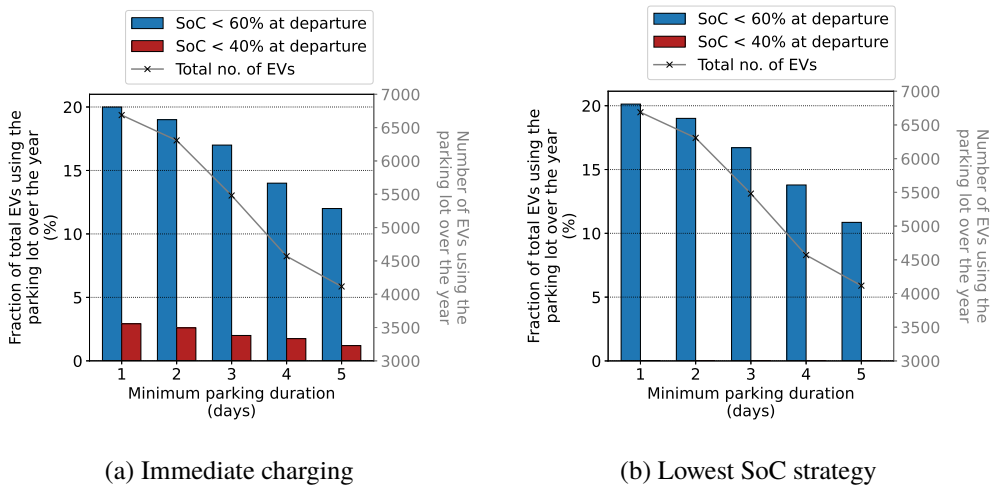 SoC < 60% at departure
SoC < 40% at departure
Total no. of EVs
20
15
10
5
0
7000
6500
6000
5500
5000
4500
4000
3500
3000
1
2
3
4
5
Fraction of total EVs using the
parking lot over the year
(%)
Number of EVs using the
parking lot over the year
Minimum parking duration
(days)
(a) Immediate charging
SoC < 60% at departure
SoC < 40% at departure
Total no. of EVs
20
15
10
5
0
7000
6500
6000
5500
5000
4500
4000
3500
3000
1
2
3
4
5
Fraction of total EVs using the
parking lot over the year
(%)
Number of EVs using the
parking lot over the year
Minimum parking duration
(days)
(b) Lowest SoC strategy